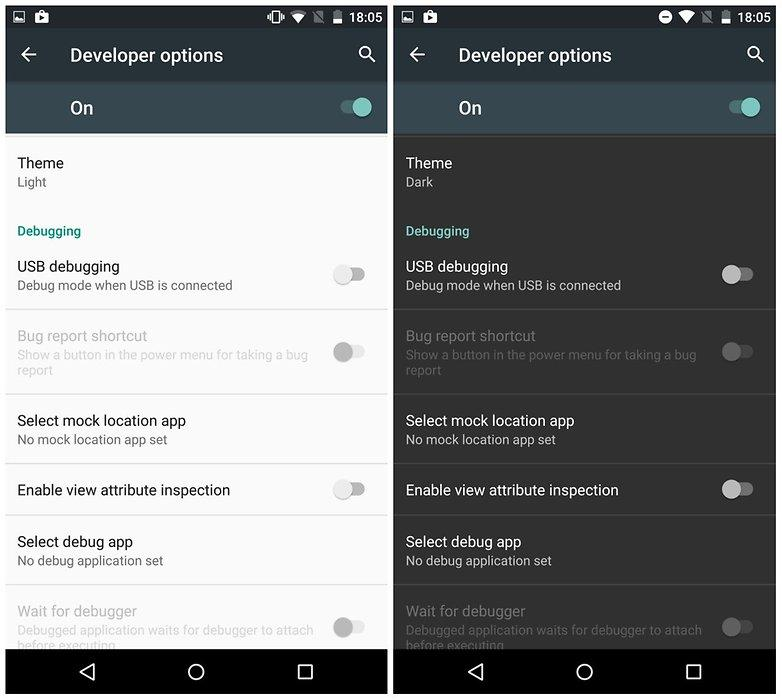 18:05
Developer options
On
Theme
Light
Debugging
USB debugging
Debug mode when USB is connected
Bug report shortcut
Show a button in the power menu for taking a bug
report
Select mock location app
No mock location app set
Enable view attribute inspection
Select debug app
No debug application set
Wait for debugger
Debugged application waits for debugger to attach
before executing
18:05
Developer options
On
Theme
Dark
Debugging
USB debugging
Debug mode when USB is connected
Bug report shortcut
Show a button in the power menu for taking a bug
report
Select mock location app
No mock location app set
Enable view attribute inspection
Select debug app
No debug application set
Wait for debugger
Debugged application waits for debugger to attach
before executing